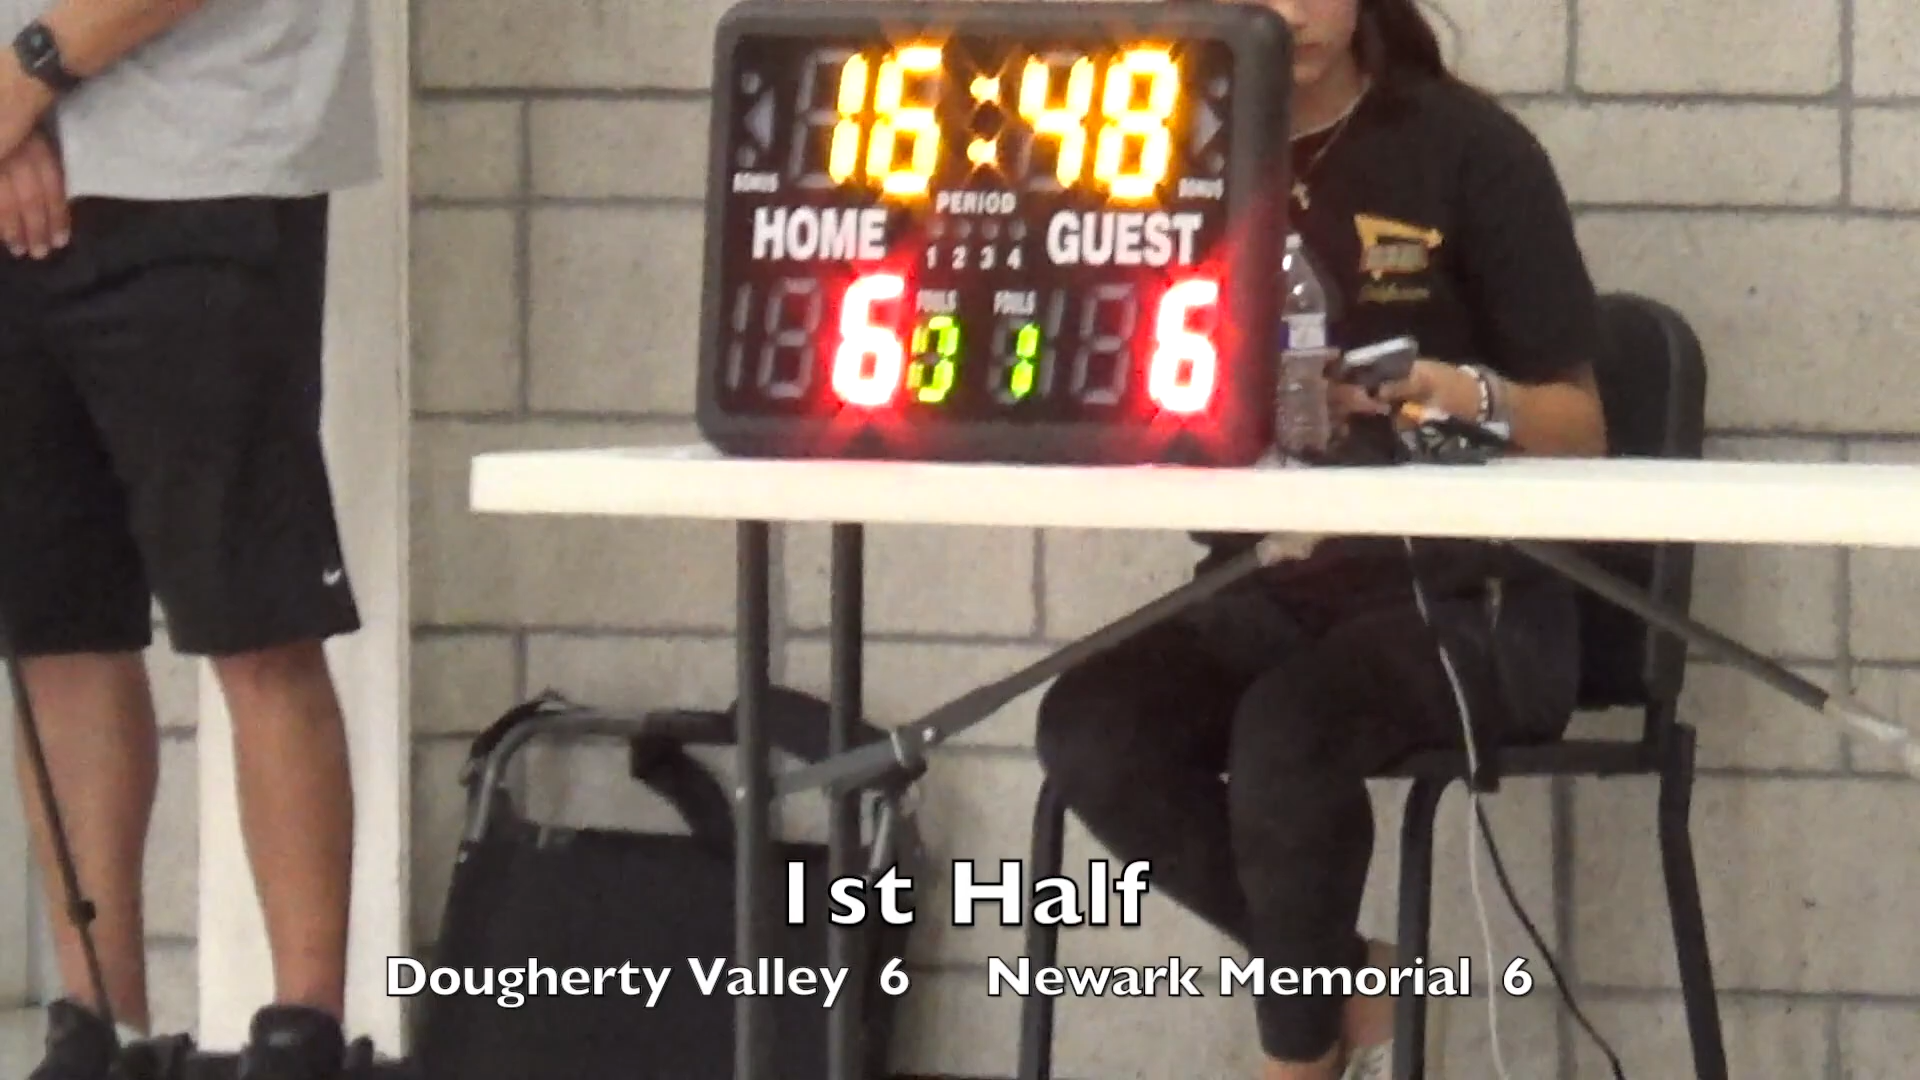 16:48
BONUS PERIOD BONUS
HOME 1 2 3 4 GUEST
FOULS FOULS
6 0 1 6
1st Half
Dougherty Valley 6 Newark Memorial 6